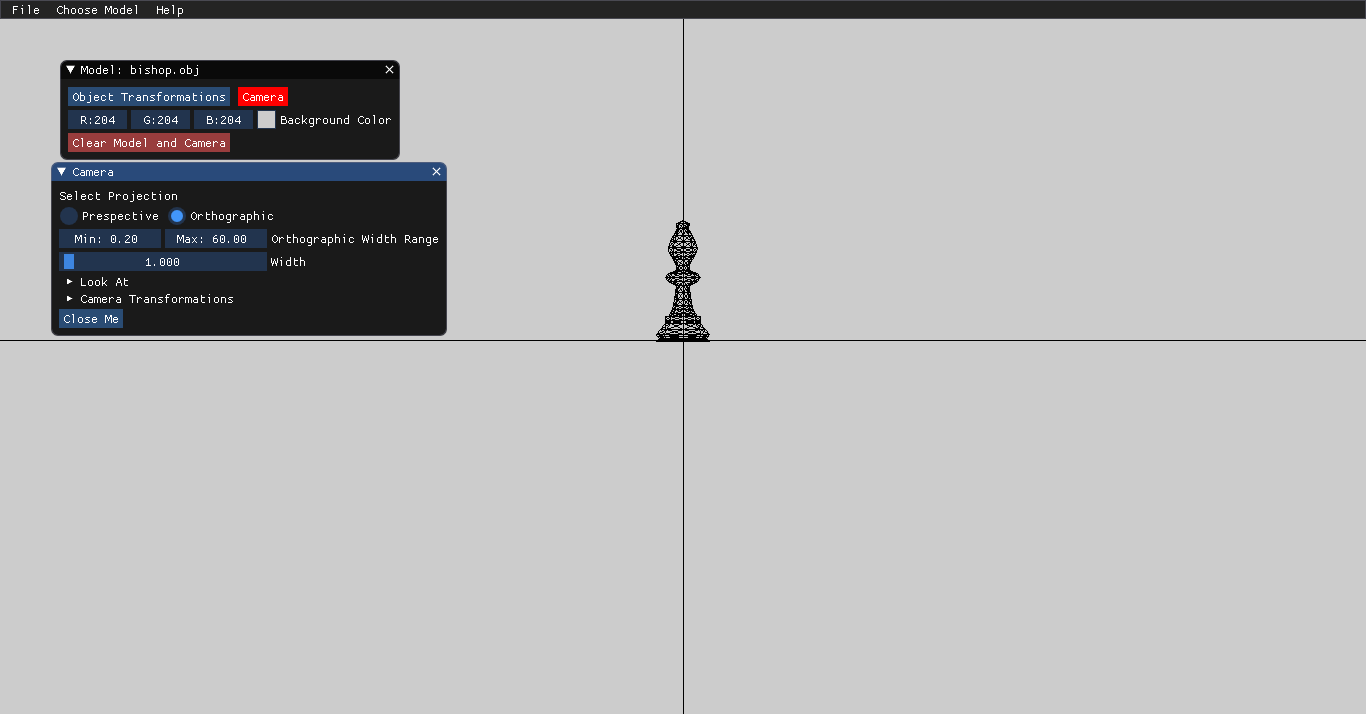 File Choose Model Help
Model: bishop.obj
Object Transformations Camera
R:204 G:204 B:204 Background Color
Clear Model and Camera
Camera
Select Projection
Prespective Orthographic
Min: 0.20 Max: 60.00 Orthographic Width Range
1.000 Width
Look At
Camera Transformations
Close Me